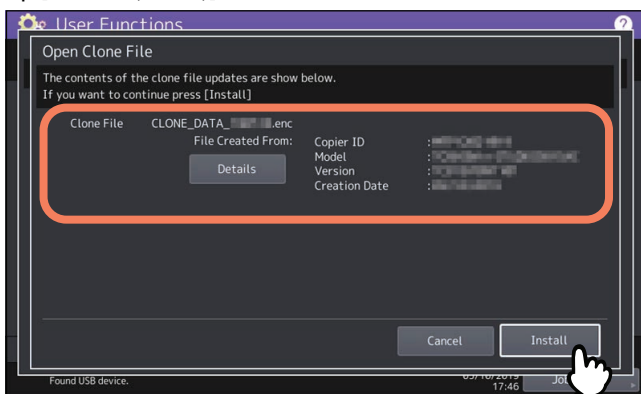 User Functions
Open Clone File
The contents of the clone file updates are show below.
If you want to continue press [Install]
Clone File CLONE_DATA_ .enc
File Created From:
Details
Copier ID :
Model :
Version :
Creation Date :
Cancel
Install
Found USB device.
17:46